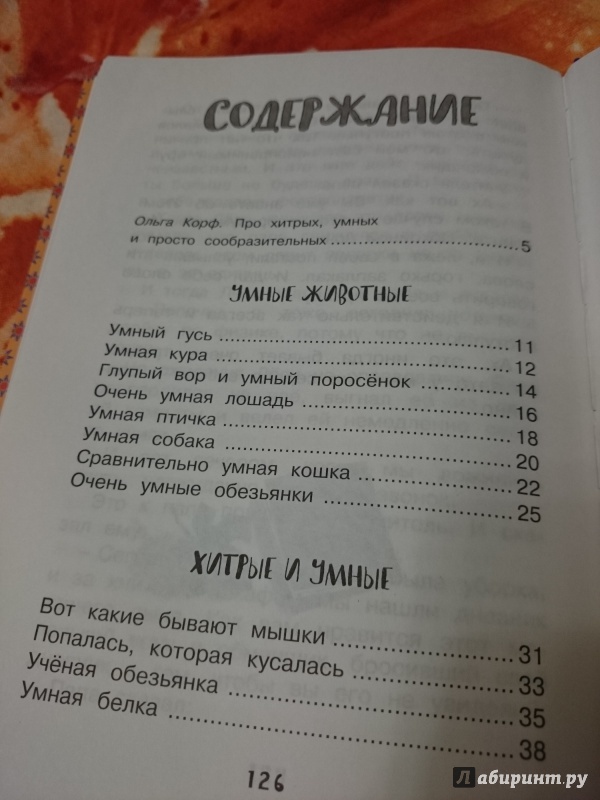 СОДЕРЖАНИЕ
Ольга Корф. Про хитрых, умных
и просто сообразительных 5
УМНЫЕ ЖИВОТНЫЕ
Умный гусь 11
Умная кура 12
Глупый вор и умный поросёнок 14
Очень умная лошадь 16
Умная птичка 18
Умная собака 20
Сравнительно умная кошка 22
Очень умные обезьянки 25
ХИТРЫЕ И УМНЫЕ
Вот какие бывают мышки 31
Попалась, которая кусалась 33
Учёная обезьянка 35
Умная белка 38
126
Лабиринт.ру